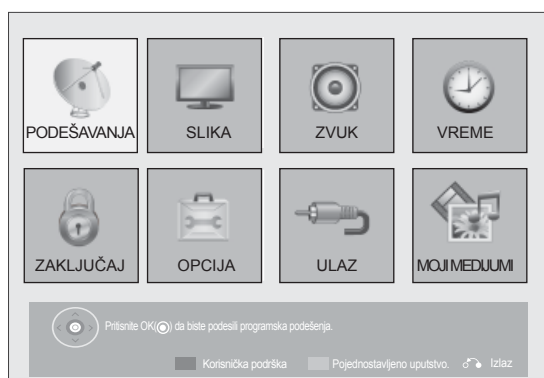 PODEŠAVANJA SLIKA ZVUK VREME
ZAKLJUČAJ OPCIJA ULAZ MOJI MEDIJUMI
Pritisnite OK(◉) da biste podesili programska podešenja.
Korisnička podrška Pojednostavljeno uputstvo. Izlaz